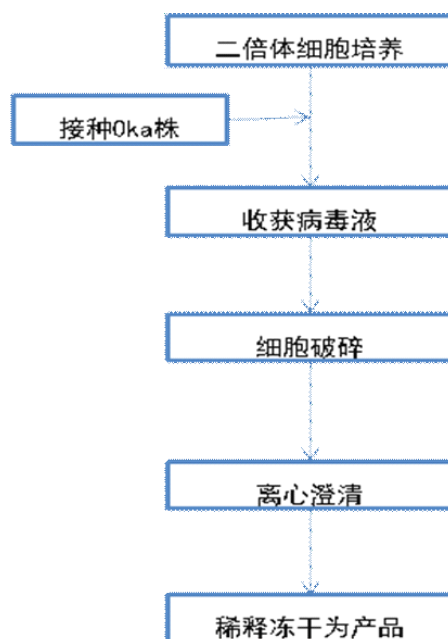 二倍体细胞培养
接种Oka株
收获病毒液
细胞破碎
离心澄清
稀释冻干为产品